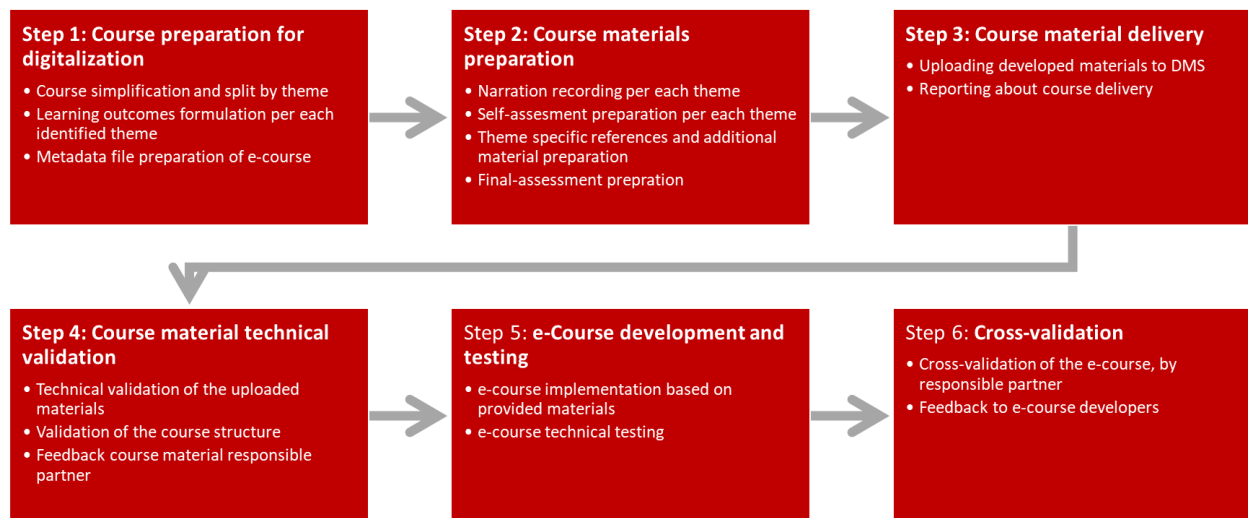 Step 1: Course preparation for
digitalization
• Course simplification and split by theme
• Learning outcomes formulation per each
identified theme
• Metadata file preparation of e-course
Step 2: Course materials
preparation
• Narration recording per each theme
• Self-assesment preparation per each theme
• Theme specific references and additional
material preparation
• Final-assessment prepration
Step 3: Course material delivery
• Uploading developed materials to DMS
• Reporting about course delivery
Step 4: Course material technical
validation
• Technical validation of the uploaded
materials
• Validation of the course structure
• Feedback course material responsible
partner
Step 5: e-Course development and
testing
• e-course implementation based on
provided materials
• e-course technical testing
Step 6: Cross-validation
• Cross-validation of the e-course, by
responsible partner
• Feedback to e-course developers